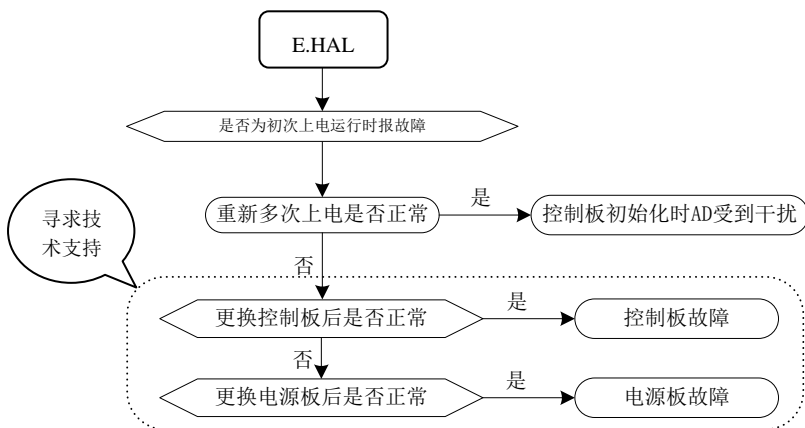 E.HAL
是否为初次上电运行时报故障
重新多次上电是否正常
是
控制板初始化时AD受到干扰
寻求技
术支持
否
更换控制板后是否正常
是
控制板故障
否
更换电源板后是否正常
是
电源板故障